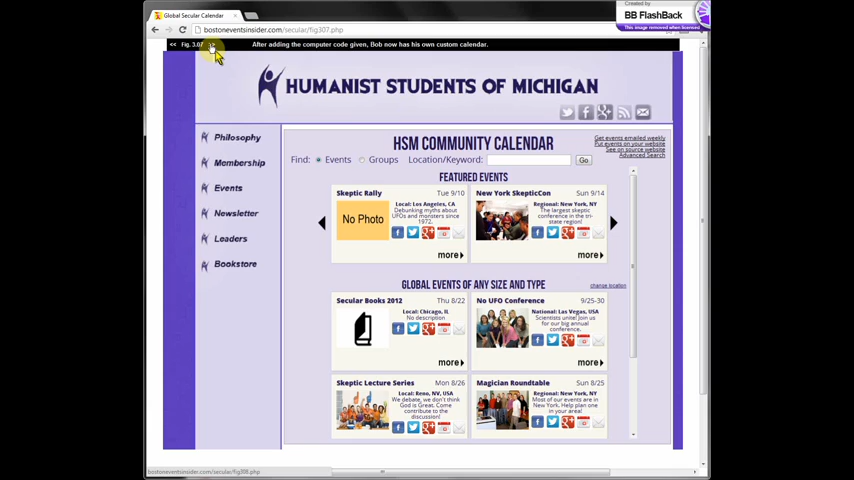 Created with
BB FlashBack
This message removed when licensed
Global Secular Calendar
bostoneventsinsider.com/secular/fig307.php
<< Fig. 3.07 >>
After adding the computer code given, Bob now has his own custom calendar.
HUMANIST STUDENTS OF MICHIGAN
Philosophy
Membership
Events
Newsletter
Leaders
Bookstore
HSM COMMUNITY CALENDAR
Get events emailed weekly
Put events on your website
See on source website
Advanced Search
Find: Events Groups Location/Keyword: Go
FEATURED EVENTS
Skeptic Rally Tue 9/10
No Photo
Local: Los Angeles, CA
Debunking myths about
UFOs and monsters since
1972.
more
New York SkepticCon Sun 9/14
Regional: New York, NY
The largest skeptic
conference in the tri-
state region!
more
GLOBAL EVENTS OF ANY SIZE AND TYPE
change location
Secular Books 2012 Thu 8/22
Local: Chicago, IL
No description
more
No UFO Conference 9/25-30
National: Las Vegas, USA
Scientists unite! Join us
for our big annual
conference.
more
Skeptic Lecture Series Mon 8/26
Local: Reno, NV, USA
We debate, we don't think
God is Great. Come
contribute to the
discussion!
Magician Roundtable Sun 8/25
Regional: New York, NY
Most of our events are
in New York. Help plan one
in your area!
bostoneventsinsider.com/secular/fig308.php